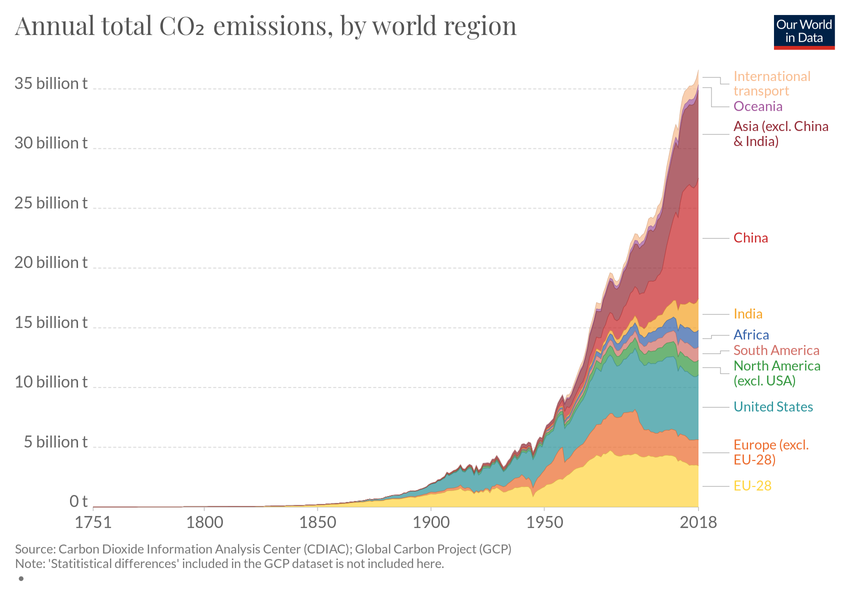 Annual total CO₂ emissions, by world region
Our World
in Data
35 billion t
30 billion t
25 billion t
20 billion t
15 billion t
10 billion t
5 billion t
0 t
1751
1800
1850
1900
1950
2018
International
transport
Oceania
Asia (excl. China
& India)
China
India
Africa
South America
North America
(excl. USA)
United States
Europe (excl.
EU-28)
EU-28
Source: Carbon Dioxide Information Analysis Center (CDIAC); Global Carbon Project (GCP)
Note: 'Statitistical differences' included in the GCP dataset is not included here.